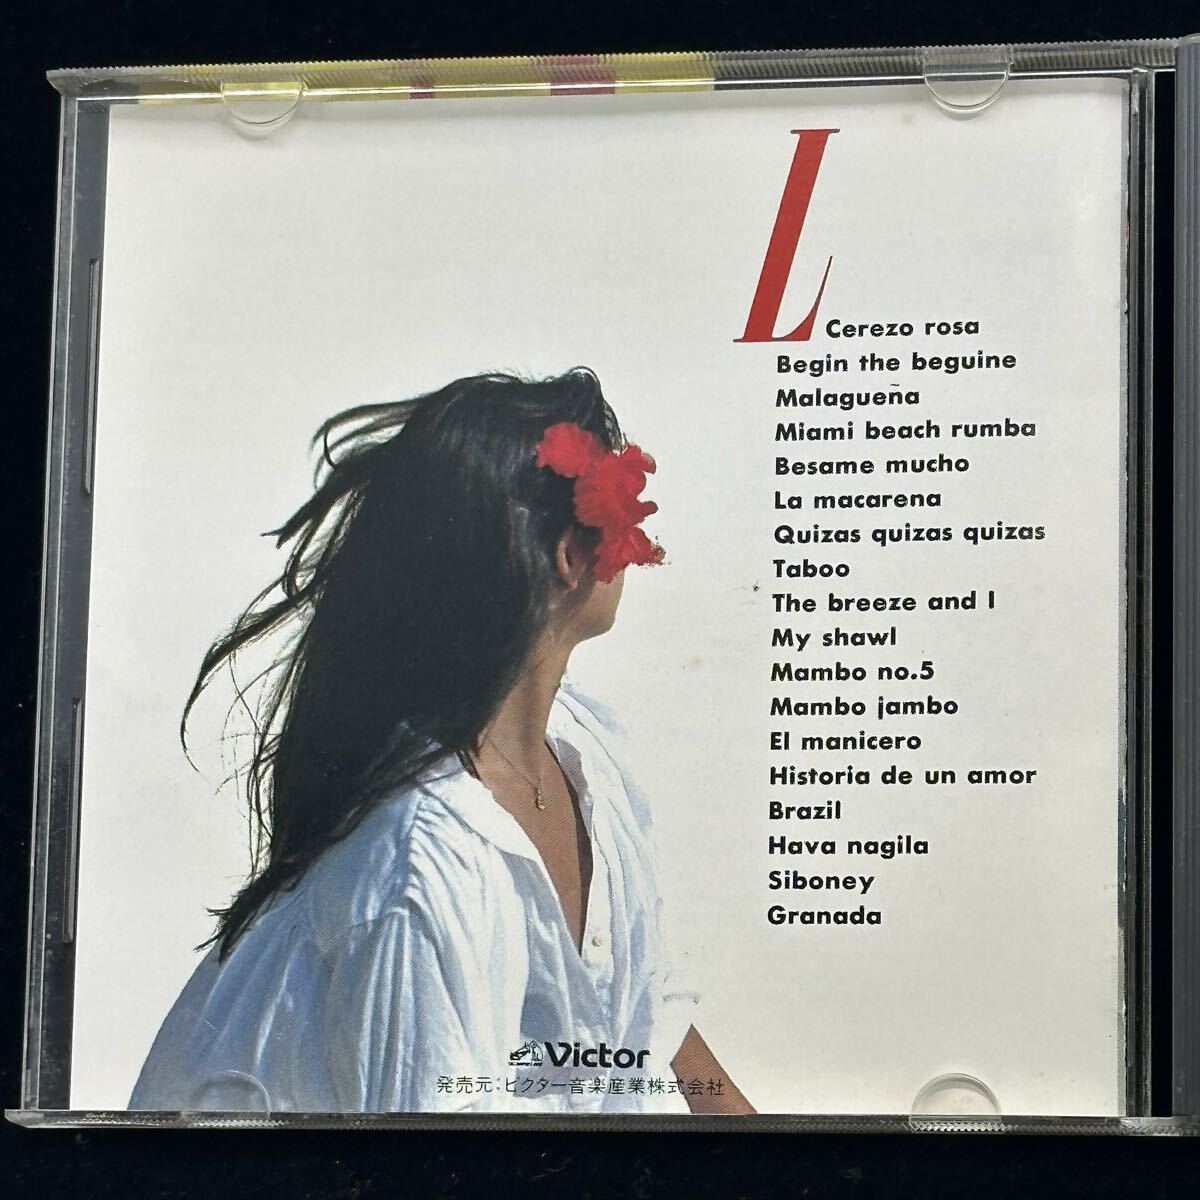 L
Cerezo rosa
Begin the beguine
Malagueña
Miami beach rumba
Besame mucho
La macarena
Quizas quizas quizas
Taboo
The breeze and I
My shawl
Mambo no.5
Mambo jambo
El manicero
Historia de un amor
Brazil
Hava nagila
Siboney
Granada
Victor
発売元:ビクター音楽産業株式会社